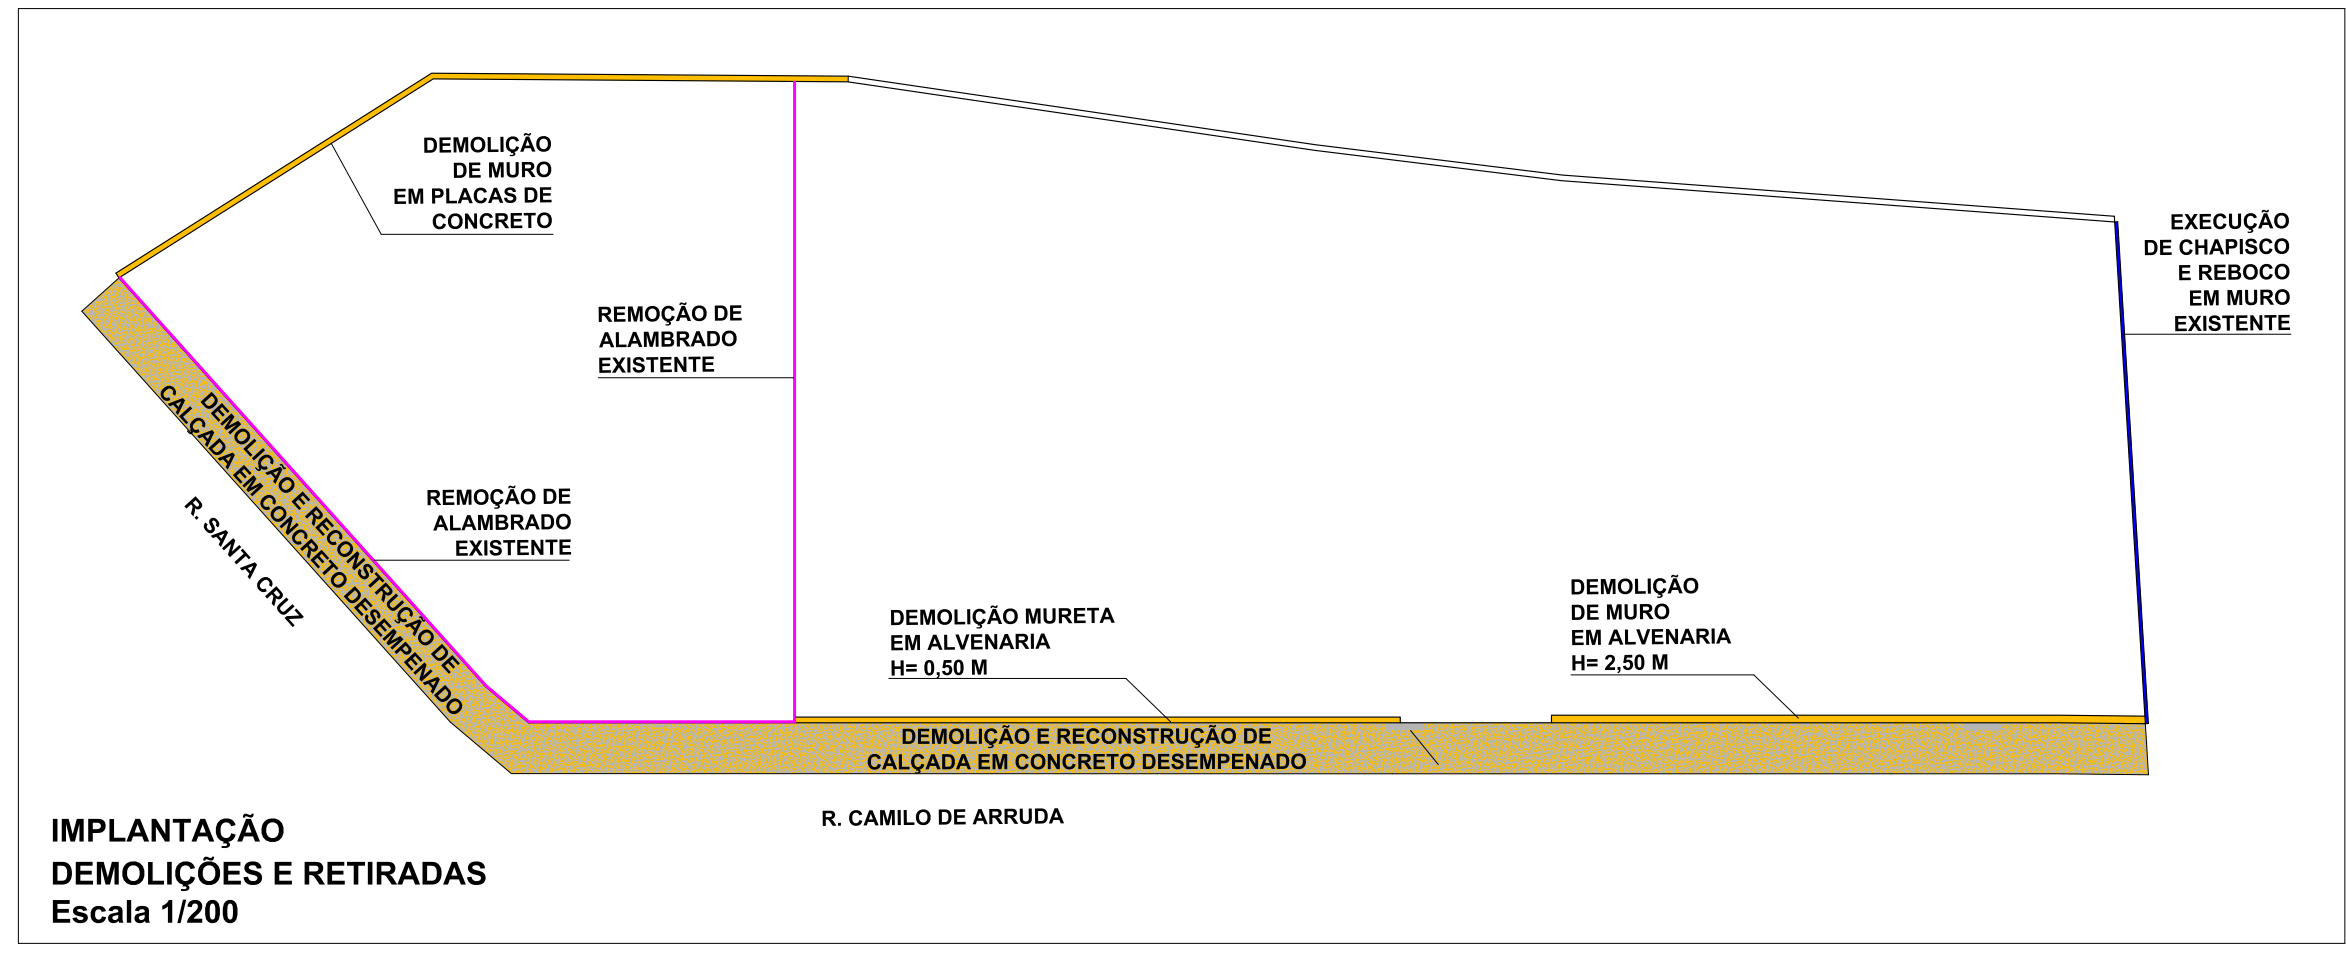 DEMOLIÇÃO
DE MURO
EM PLACAS DE
CONCRETO
EXECUÇÃO
DE CHAPISCO
E REBOCO
EM MURO
EXISTENTE
REMOÇÃO DE
ALAMBRADO
EXISTENTE
DEMOLIÇÃO E RECONSTRUÇÃO DE
CALÇADA EM CONCRETO DESEMPENADO
R. SANTA CRUZ
REMOÇÃO DE
ALAMBRADO
EXISTENTE
DEMOLIÇÃO MURETA
EM ALVENARIA
H= 0,50 M
DEMOLIÇÃO
DE MURO
EM ALVENARIA
H= 2,50 M
DEMOLIÇÃO E RECONSTRUÇÃO DE
CALÇADA EM CONCRETO DESEMPENADO
R. CAMILO DE ARRUDA
IMPLANTAÇÃO
DEMOLIÇÕES E RETIRADAS
Escala 1/200